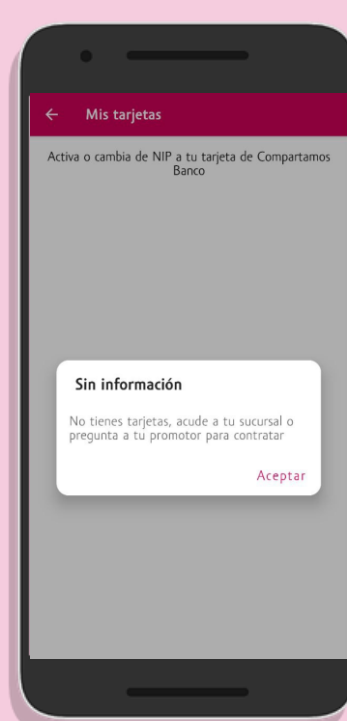 Mis tarjetas
Activa o cambia de NIP a tu tarjeta de Compartamos
Banco
Sin información
No tienes tarjetas, acude a tu sucursal o
pregunta a tu promotor para contratar
Aceptar